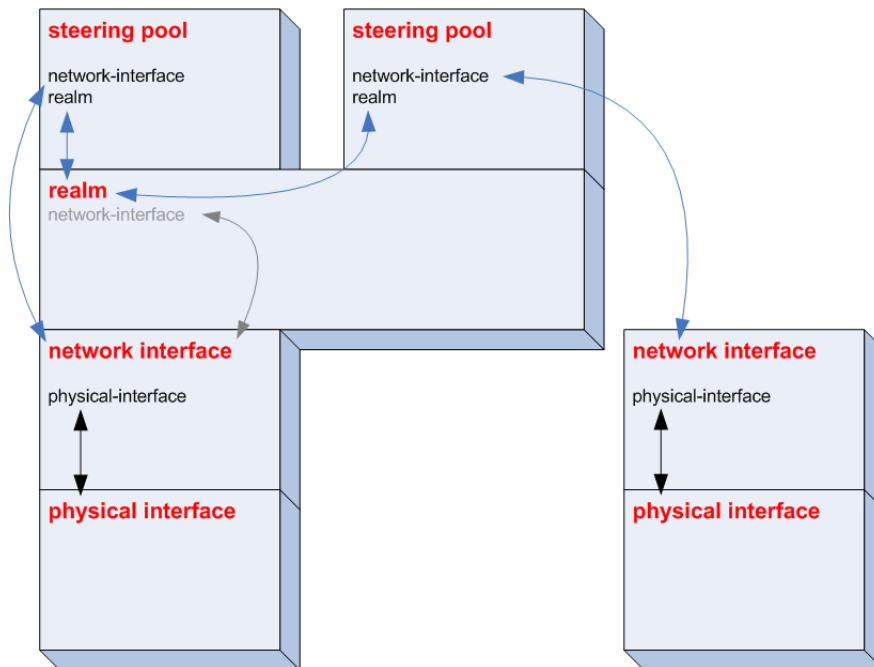 steering pool
network-interface
realm
steering pool
network-interface
realm
realm
network-interface
network interface
physical-interface
network interface
physical-interface
physical interface
physical interface